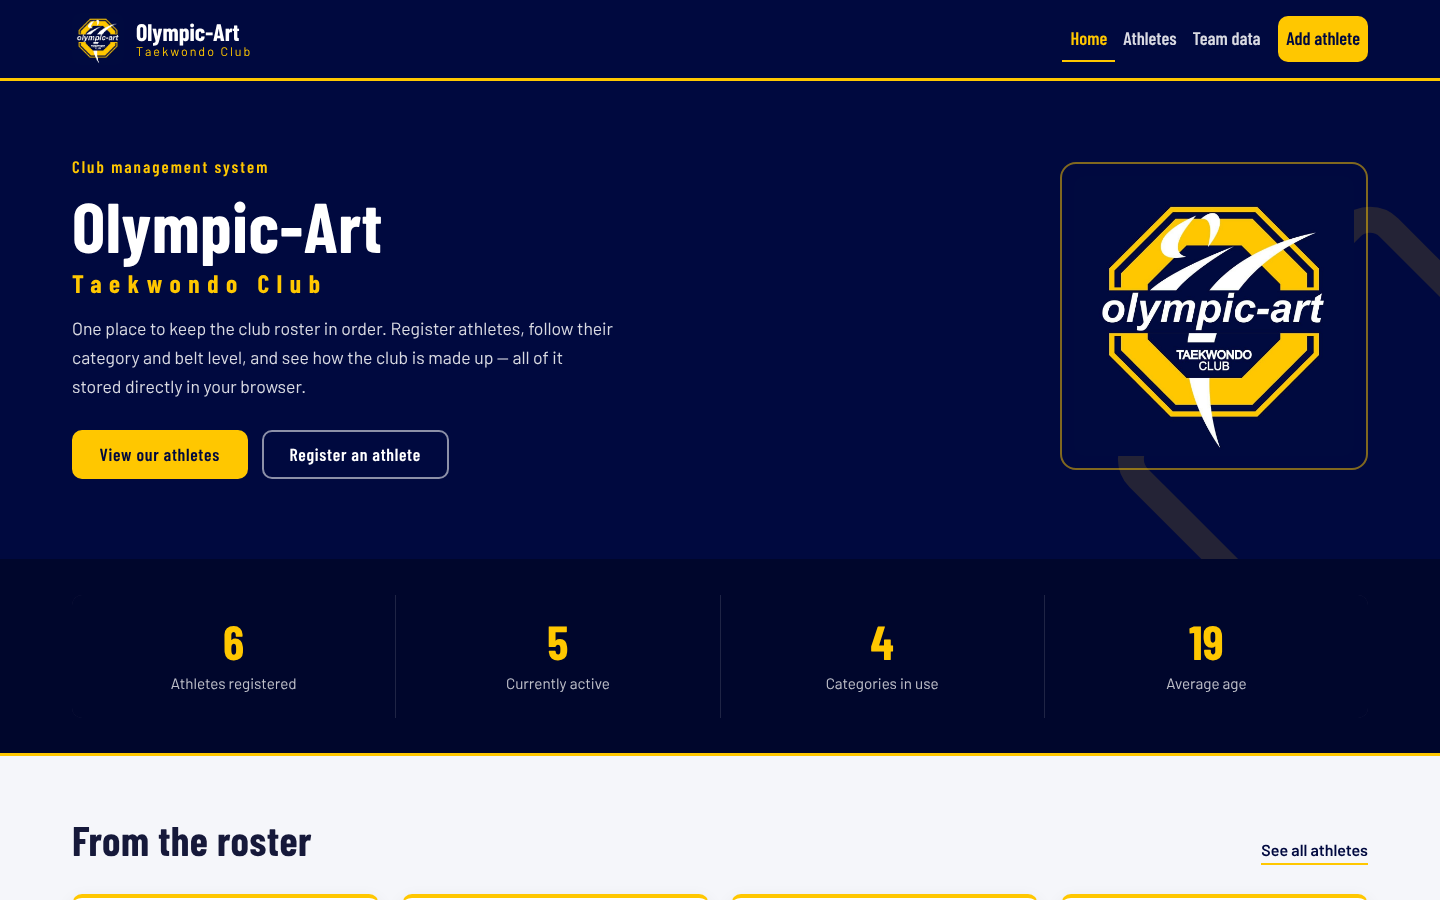 olympic-art
Olympic-Art
Taekwondo Club
Home
Athletes
Team data
Add athlete
Club management system
Olympic-Art
Taekwondo Club
One place to keep the club roster in order. Register athletes, follow their
category and belt level, and see how the club is made up — all of it
stored directly in your browser.
View our athletes
Register an athlete
olympic-art
TAEKWONDO
CLUB
6
Athletes registered
5
Currently active
4
Categories in use
19
Average age
From the roster
See all athletes